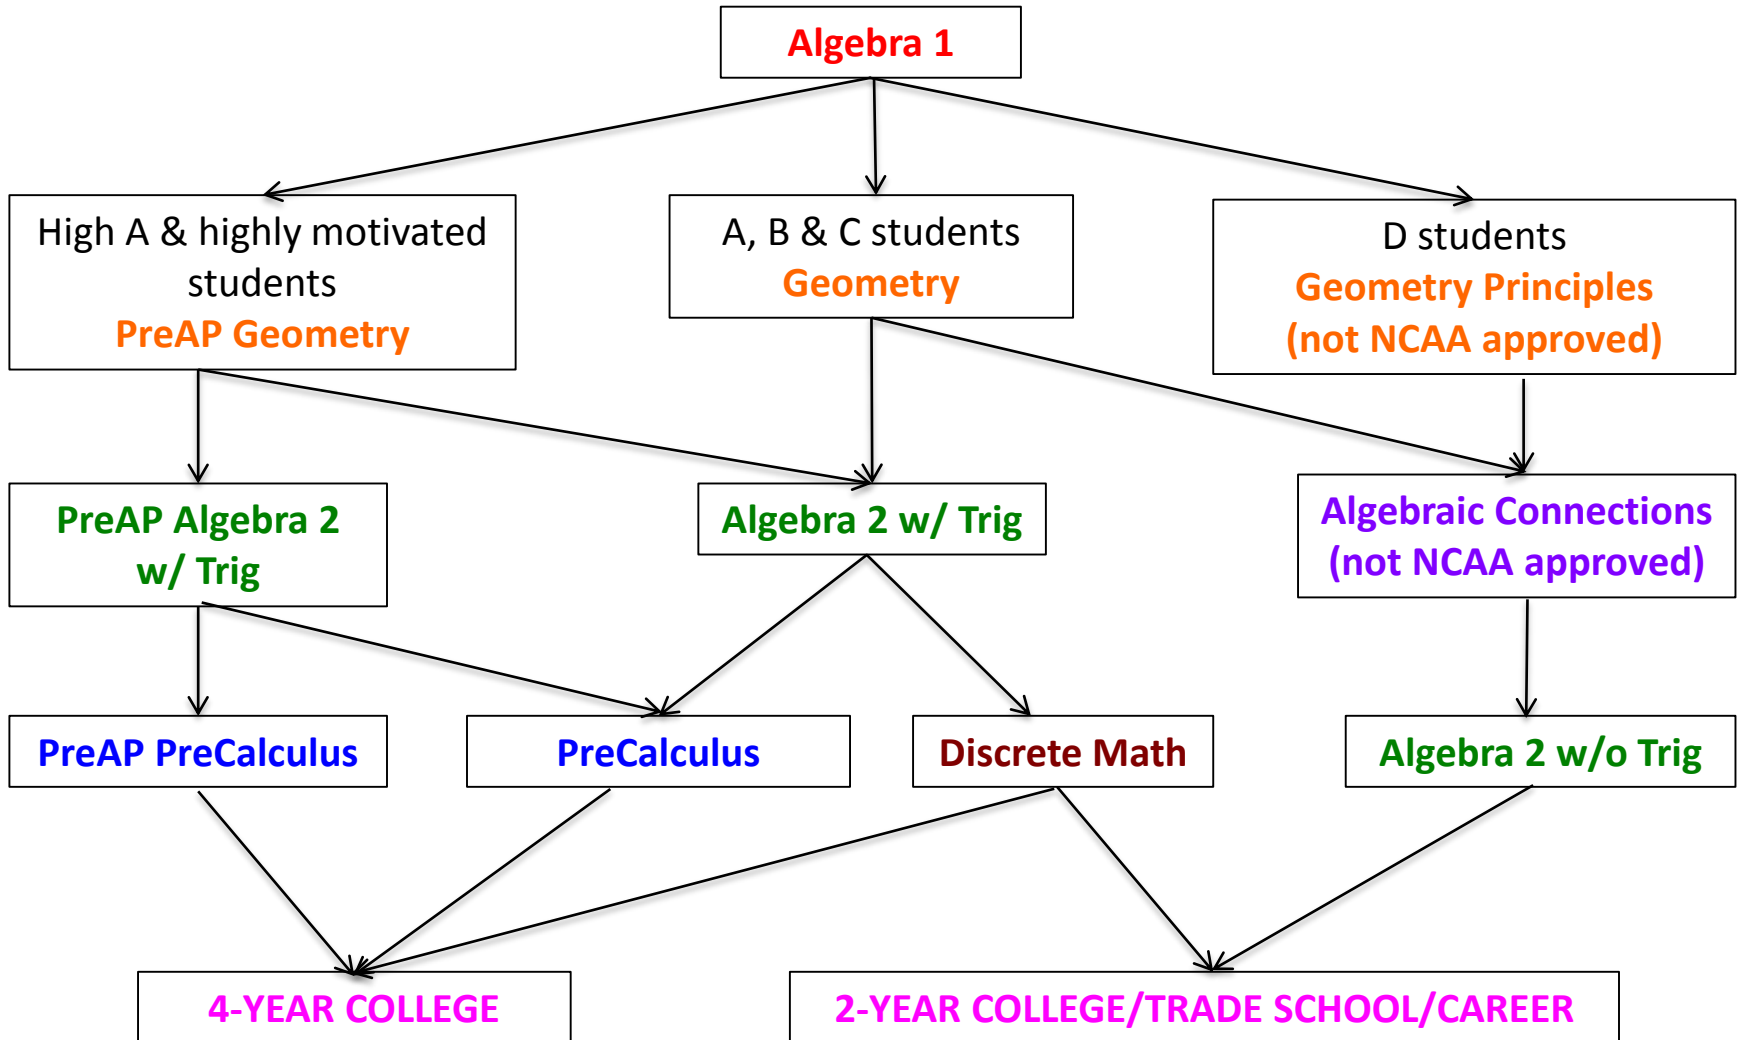 Algebra 1
High A & highly motivated
students
PreAP Geometry
A, B & C students
Geometry
D students
Geometry Principles
(not NCAA approved)
PreAP Algebra 2
w/ Trig
Algebra 2 w/ Trig
Algebraic Connections
(not NCAA approved)
PreAP PreCalculus
PreCalculus
Discrete Math
Algebra 2 w/o Trig
4-YEAR COLLEGE
2-YEAR COLLEGE/TRADE SCHOOL/CAREER